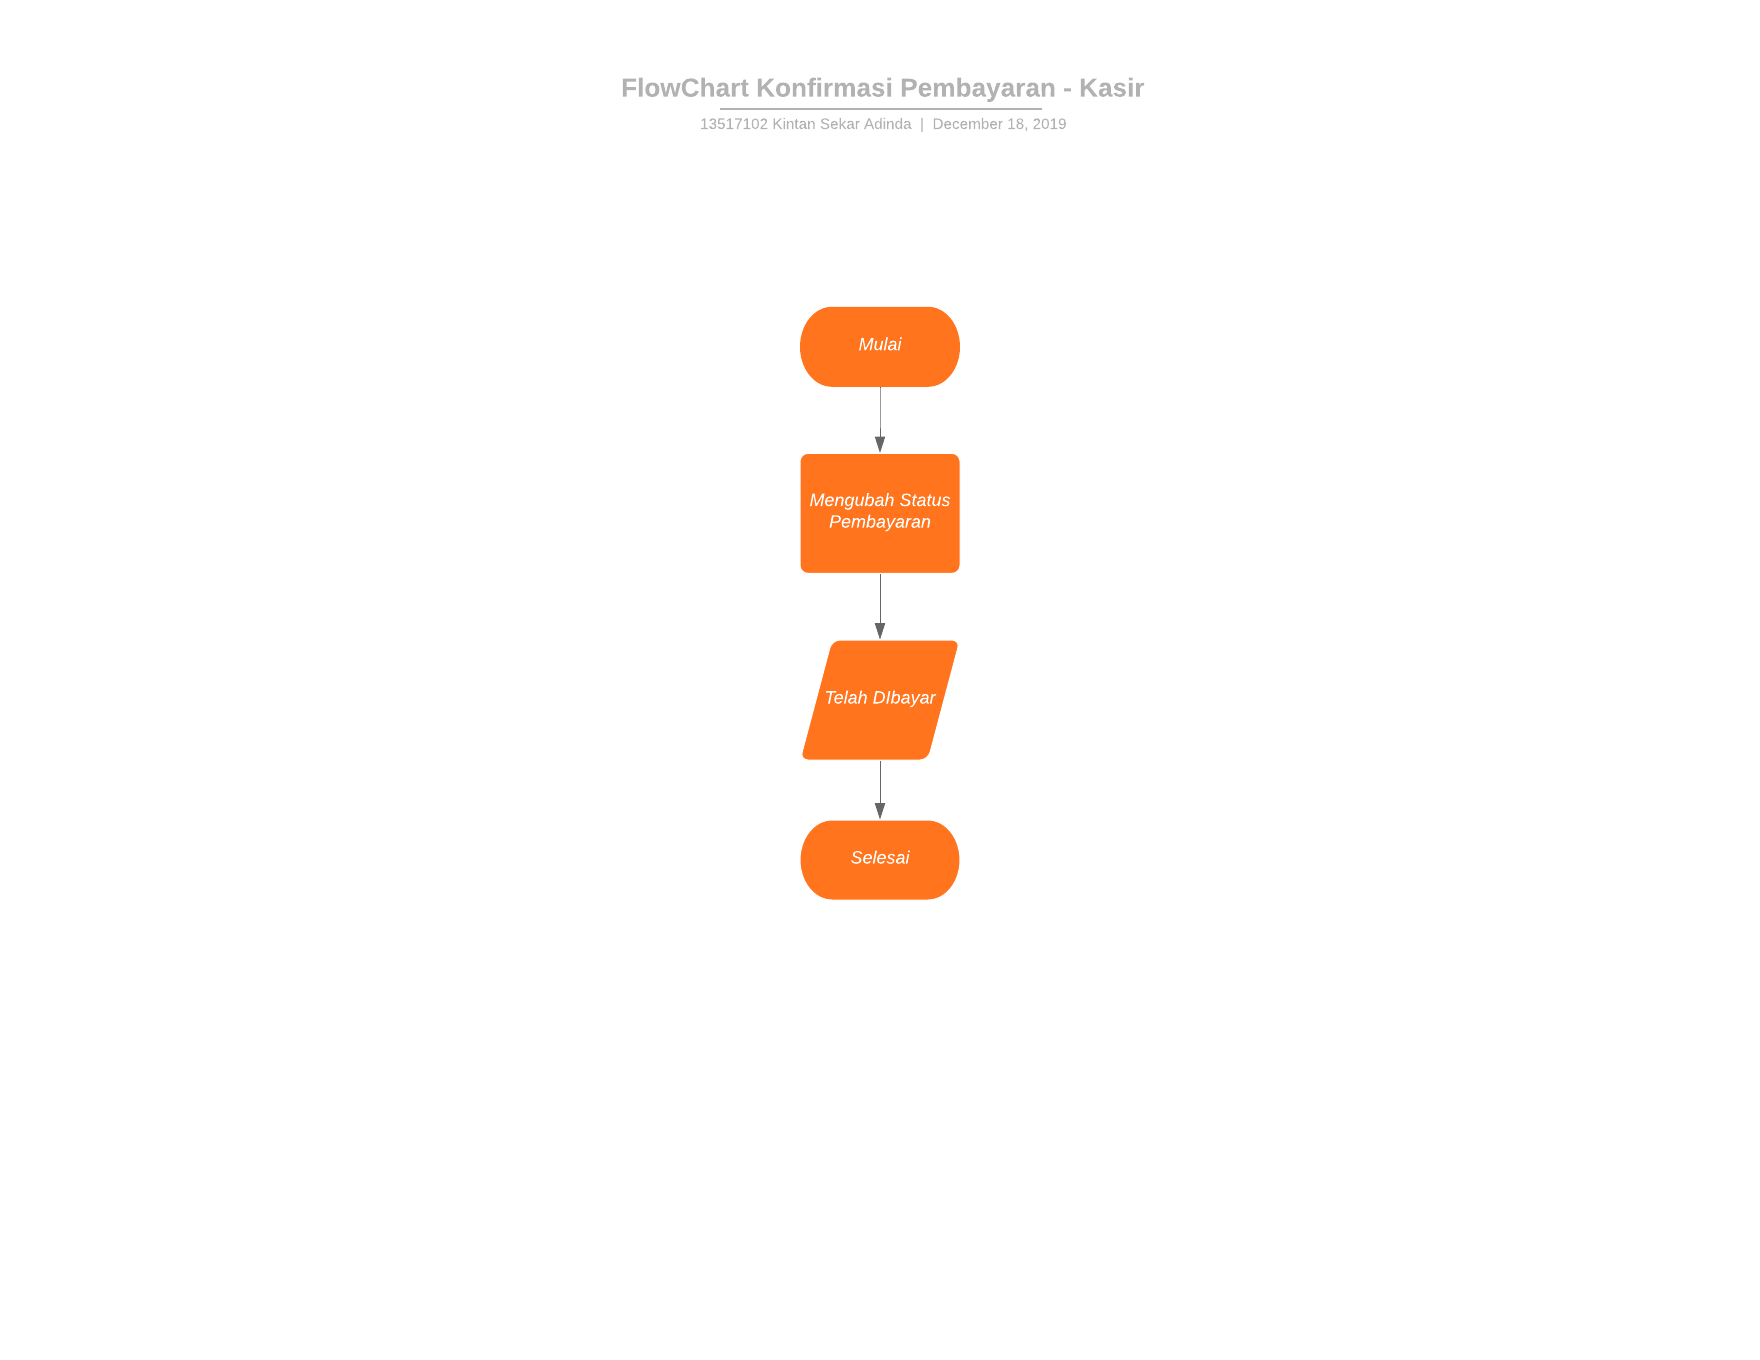 FlowChart Konfirmasi Pembayaran - Kasir
13517102 Kintan Sekar Adinda | December 18, 2019
Mulai
Mengubah Status
Pembayaran
Telah DIbayar
Selesai